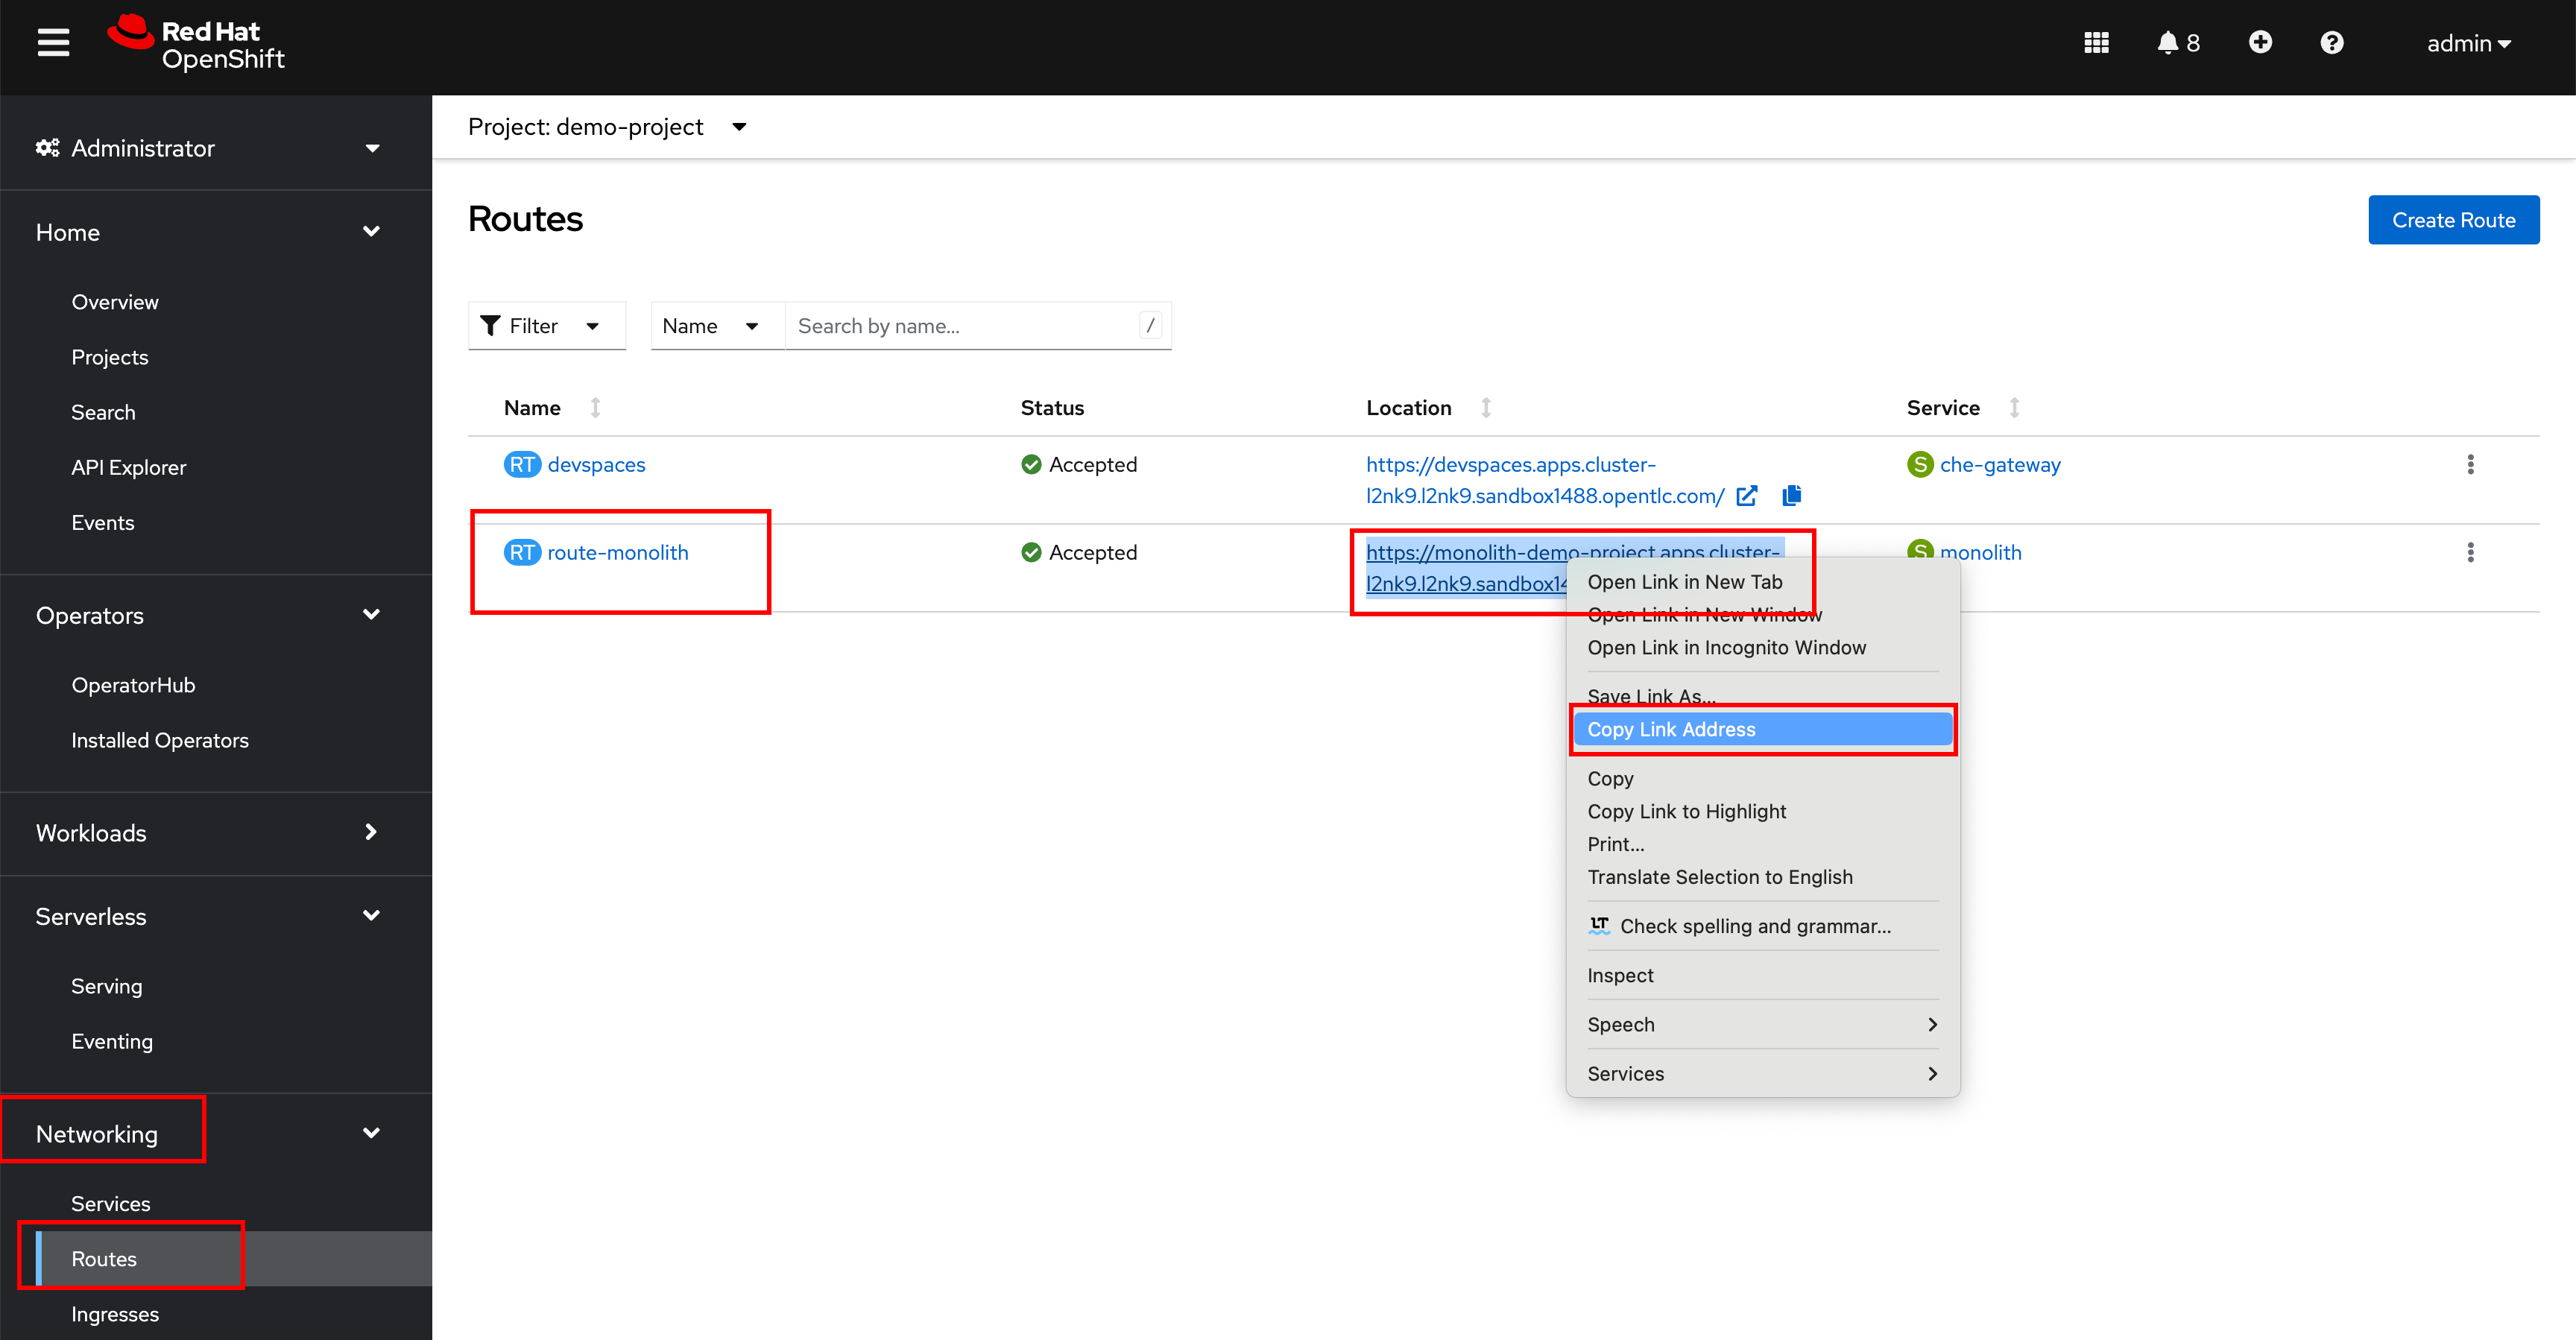 Red Hat
OpenShift
8
admin
Administrator
Home
Overview
Projects
Search
API Explorer
Events
Operators
OperatorHub
Installed Operators
Workloads
Serverless
Serving
Eventing
Networking
Services
Routes
Ingresses
Project: demo-project
Routes
Create Route
Filter
Name
Search by name...
/
Name
Status
Location
Service
RT devspaces
Accepted
https://devspaces.apps.cluster-
l2nk9.l2nk9.sandbox1488.opentlc.com/
S che-gateway
RT route-monolith
Accepted
https://monolith-demo-project.apps.cluster-
l2nk9.l2nk9.sandbox14
S monolith
Open Link in New Tab
Open Link in New Window
Open Link in Incognito Window
Save Link As...
Copy Link Address
Copy
Copy Link to Highlight
Print...
Translate Selection to English
LT Check spelling and grammar...
Inspect
Speech
Services